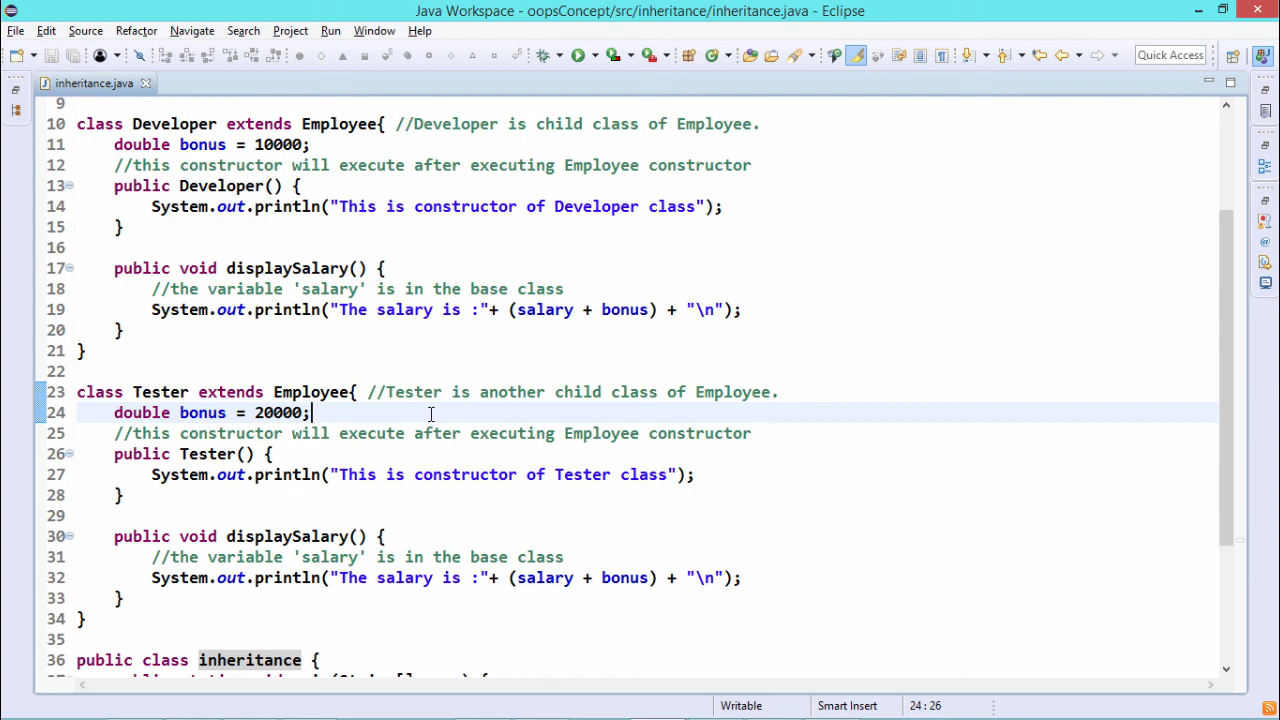 Java Workspace - oopsConcept/src/inheritance/inheritance.java - Eclipse
File Edit Source Refactor Navigate Search Project Run Window Help
Quick Access
inheritance.java
9
10 class Developer extends Employee{ //Developer is child class of Employee.
11 double bonus = 10000;
12 //this constructor will execute after executing Employee constructor
13 public Developer() {
14 System.out.println("This is constructor of Developer class");
15 }
16
17 public void displaySalary() {
18 //the variable 'salary' is in the base class
19 System.out.println("The salary is :"+ (salary + bonus) + "\n");
20 }
21 }
22
23 class Tester extends Employee{ //Tester is another child class of Employee.
24 double bonus = 20000;
25 //this constructor will execute after executing Employee constructor
26 public Tester() {
27 System.out.println("This is constructor of Tester class");
28 }
29
30 public void displaySalary() {
31 //the variable 'salary' is in the base class
32 System.out.println("The salary is :"+ (salary + bonus) + "\n");
33 }
34 }
35
36 public class inheritance {
Writable Smart Insert 24 : 26